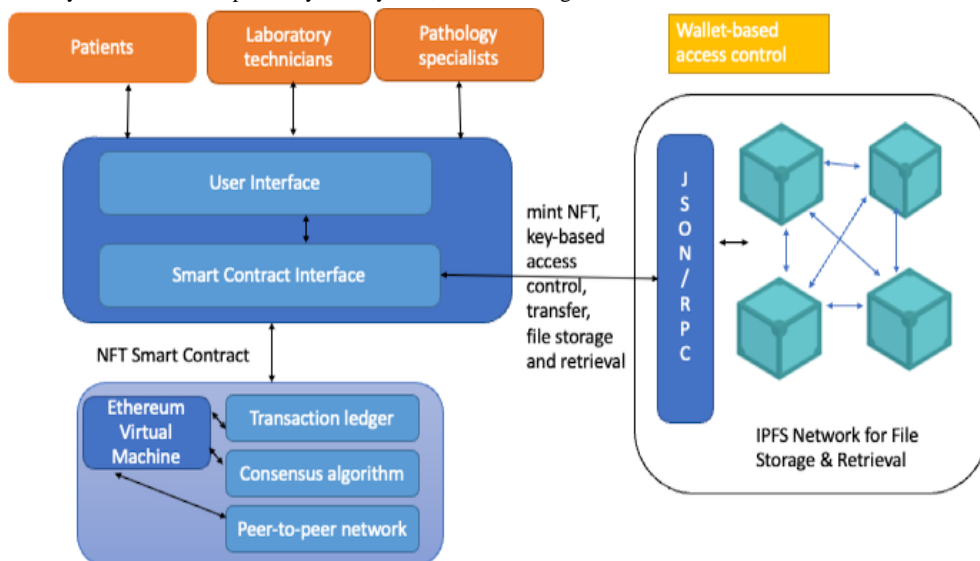 Patients
Laboratory
technicians
Pathology
specialists
Wallet-based
access control
User Interface
Smart Contract Interface
mint NFT,
key-based
access
control,
transfer,
file storage
and retrieval
JSON/RPC
NFT Smart Contract
Ethereum
Virtual
Machine
Transaction ledger
Consensus algorithm
Peer-to-peer network
IPFS Network for File
Storage & Retrieval